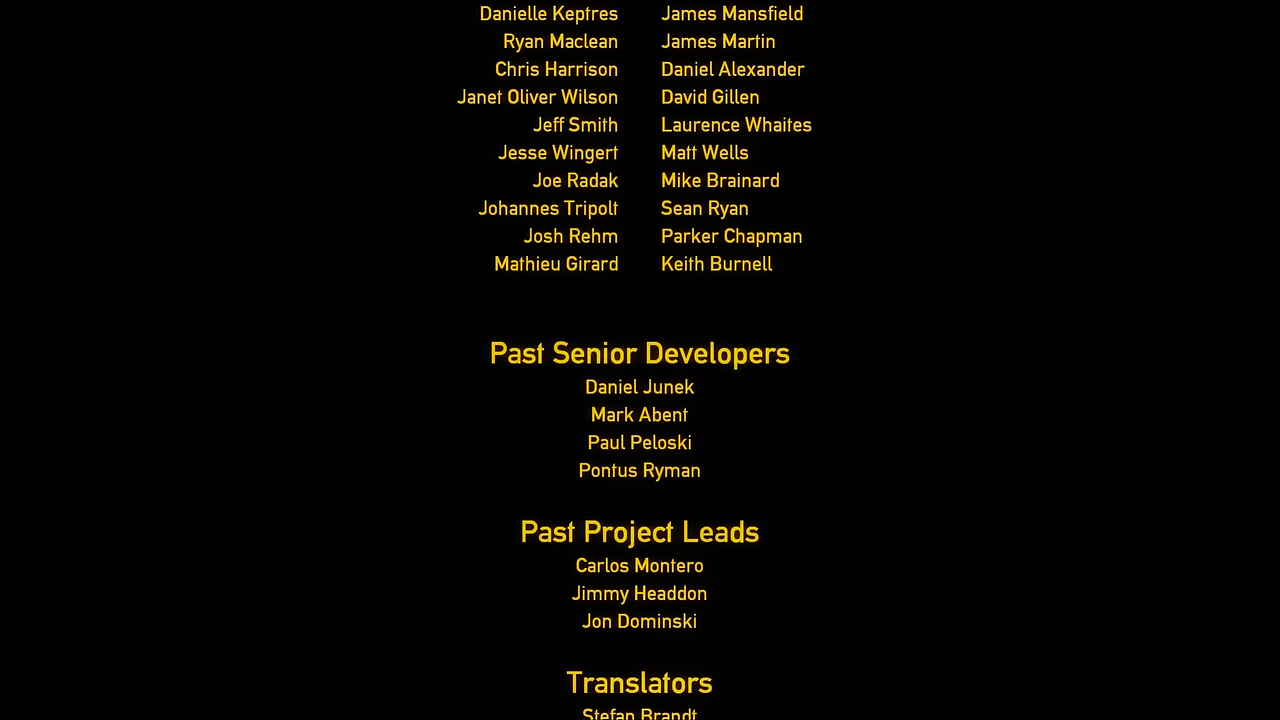 Danielle Keptres James Mansfield
Ryan Maclean James Martin
Chris Harrison Daniel Alexander
Janet Oliver Wilson David Gillen
Jeff Smith Laurence Whaites
Jesse Wingert Matt Wells
Joe Radak Mike Brainard
Johannes Tripolt Sean Ryan
Josh Rehm Parker Chapman
Mathieu Girard Keith Burnell
Past Senior Developers
Daniel Junek
Mark Abent
Paul Peloski
Pontus Ryman
Past Project Leads
Carlos Montero
Jimmy Headdon
Jon Dominski
Translators
Stefan Brandt